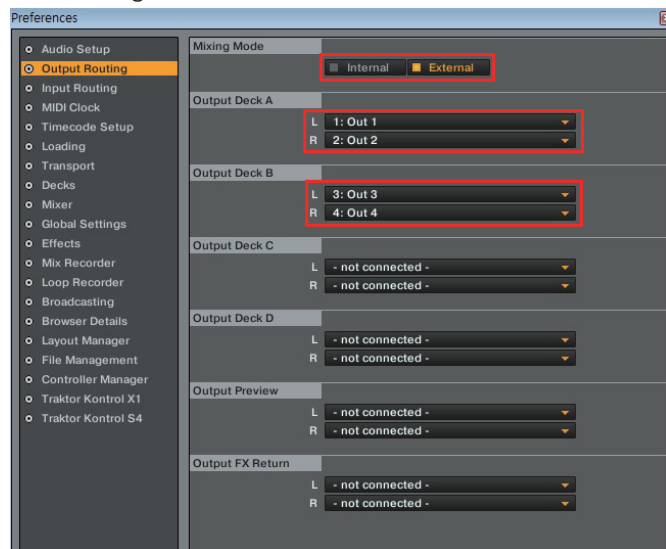 Preferences
Audio Setup
Output Routing
Input Routing
MIDI Clock
Timecode Setup
Loading
Transport
Decks
Mixer
Global Settings
Effects
Mix Recorder
Loop Recorder
Broadcasting
Browser Details
Layout Manager
File Management
Controller Manager
Traktor Kontrol X1
Traktor Kontrol S4
Mixing Mode
Internal External
Output Deck A
L 1: Out 1
R 2: Out 2
Output Deck B
L 3: Out 3
R 4: Out 4
Output Deck C
L - not connected -
R - not connected -
Output Deck D
L - not connected -
R - not connected -
Output Preview
L - not connected -
R - not connected -
Output FX Return
L - not connected -
R - not connected -